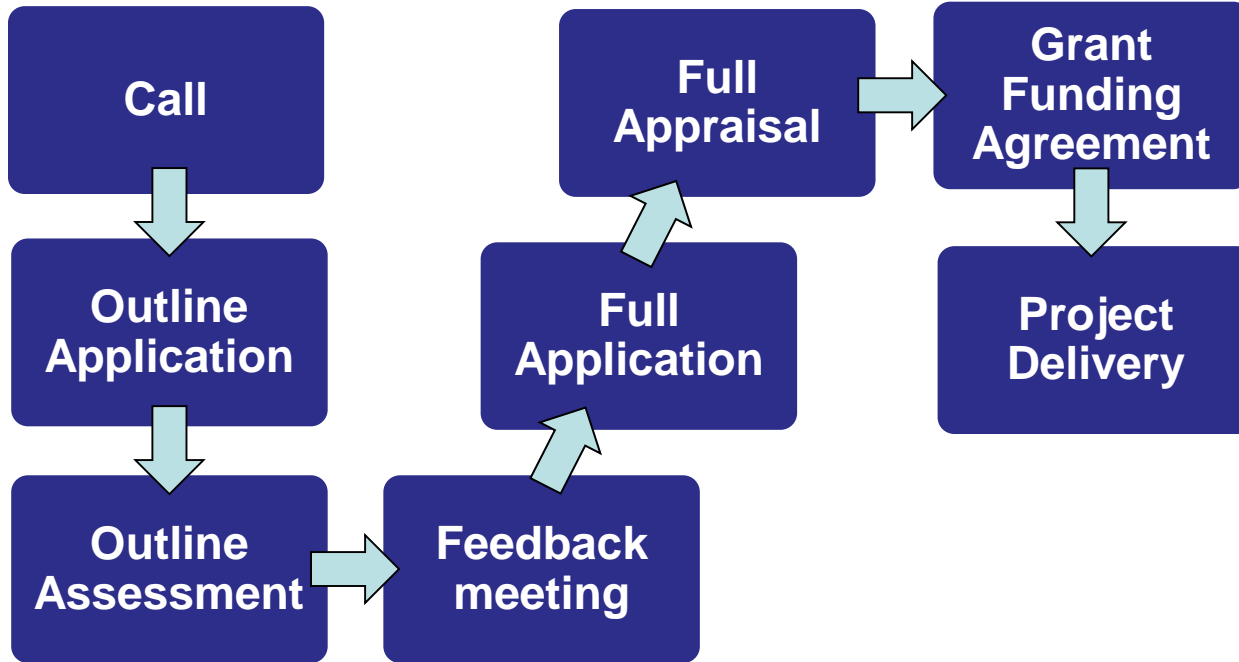 Call
Outline
Application
Outline
Assessment
Feedback
meeting
Full
Application
Full
Appraisal
Grant
Funding
Agreement
Project
Delivery